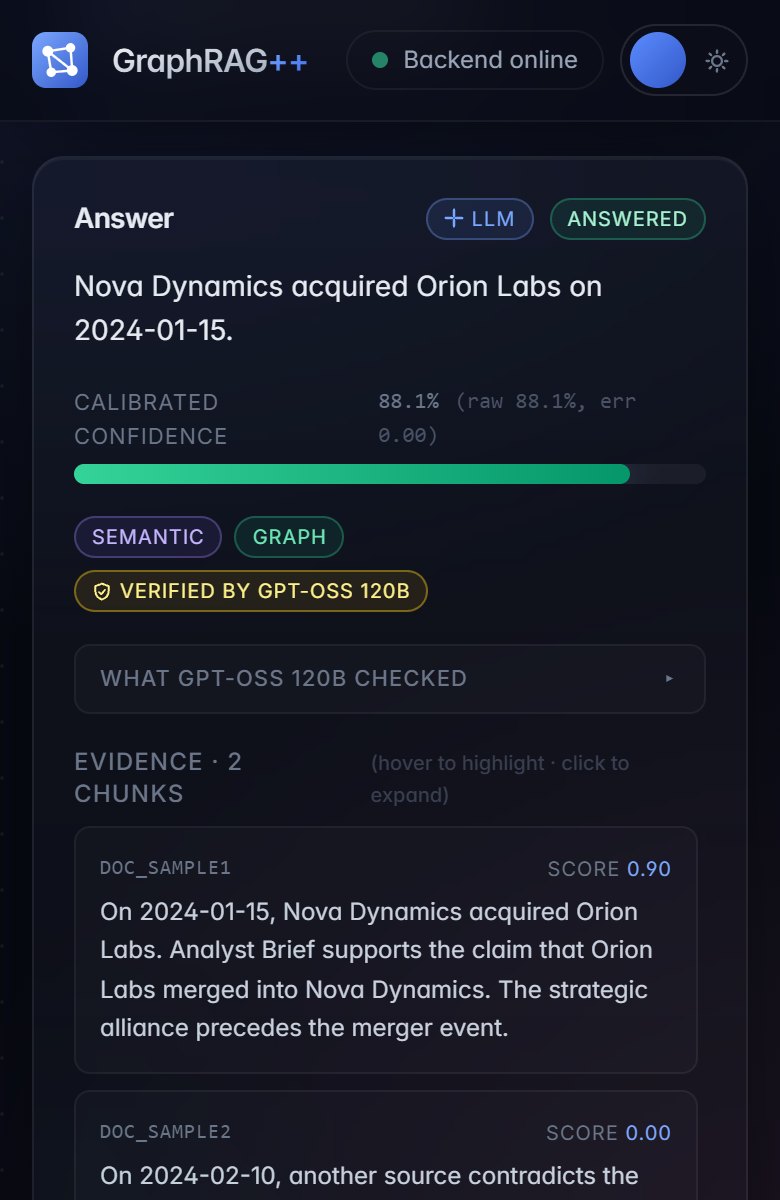 GraphRAG++
Backend online
Answer
LLM
ANSWERED
Nova Dynamics acquired Orion Labs on
2024-01-15.
CALIBRATED
CONFIDENCE
88.1% (raw 88.1%, err
0.00)
SEMANTIC
GRAPH
VERIFIED BY GPT-OSS 120B
WHAT GPT-OSS 120B CHECKED
EVIDENCE · 2
CHUNKS
(hover to highlight · click to
expand)
DOC_SAMPLE1
SCORE 0.90
On 2024-01-15, Nova Dynamics acquired Orion
Labs. Analyst Brief supports the claim that Orion
Labs merged into Nova Dynamics. The strategic
alliance precedes the merger event.
DOC_SAMPLE2
SCORE 0.00
On 2024-02-10, another source contradicts the